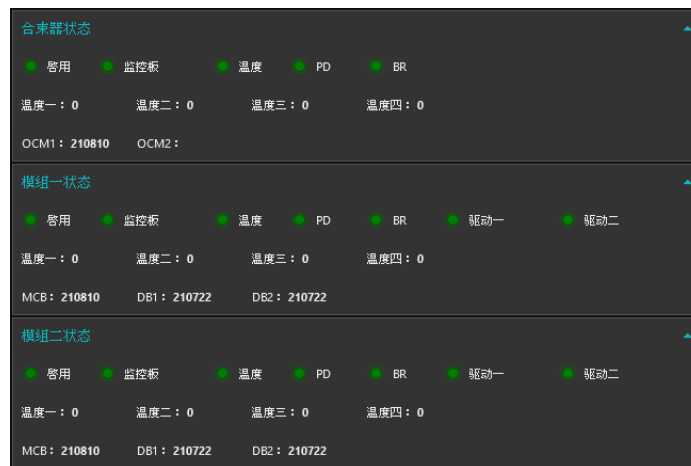 合束器状态
启用 监控板 温度 PD BR
温度一：0 温度二：0 温度三：0 温度四：0
OCM1：210810 OCM2：
模组一状态
启用 监控板 温度 PD BR 驱动一 驱动二
温度一：0 温度二：0 温度三：0 温度四：0
MCB：210810 DB1：210722 DB2：210722
模组二状态
启用 监控板 温度 PD BR 驱动一 驱动二
温度一：0 温度二：0 温度三：0 温度四：0
MCB：210810 DB1：210722 DB2：210722